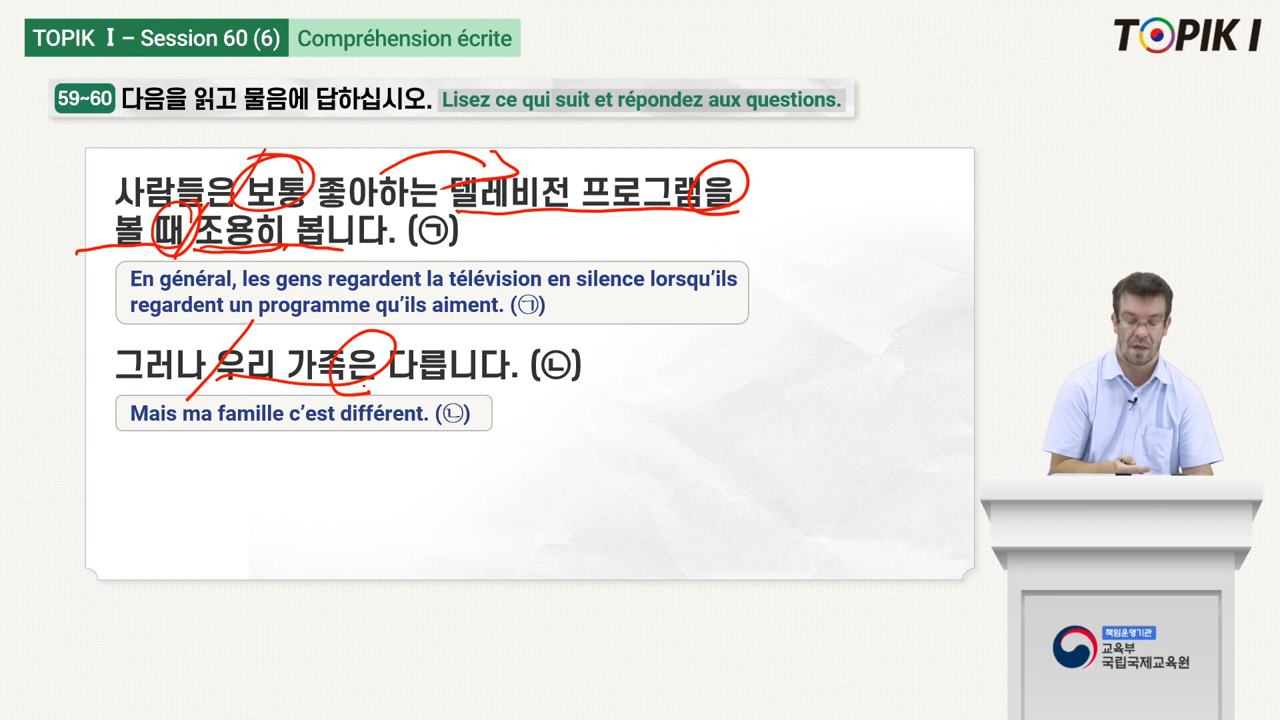 TOPIK I – Session 60 (6) Compréhension écrite
TOPIK I
59~60 다음을 읽고 물음에 답하십시오. Lisez ce qui suit et répondez aux questions.
사람들은 보통 좋아하는 텔레비전 프로그램을
볼 때 조용히 봅니다. (㉠)
En général, les gens regardent la télévision en silence lorsqu'ils
regardent un programme qu'ils aiment. (㉠)
그러나 우리 가족은 다릅니다. (㉡)
Mais ma famille c'est différent. (㉡)
책임운영기관
교육부
국립국제교육원